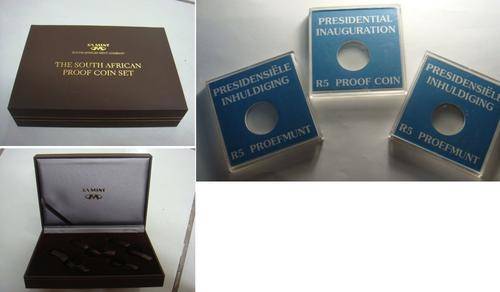 SA MINT
SOUTH AFRICAN MINT COMPANY
THE SOUTH AFRICAN
PROOF COIN SET
SA MINT
PRESIDENSIËLE
INHULDIGING
R5 PROEFMUNT
PRESIDENTIAL
INAUGURATION
R5 PROOF COIN
PRESIDENSIËLE
INHULDIGING
R5 PROEFMUNT